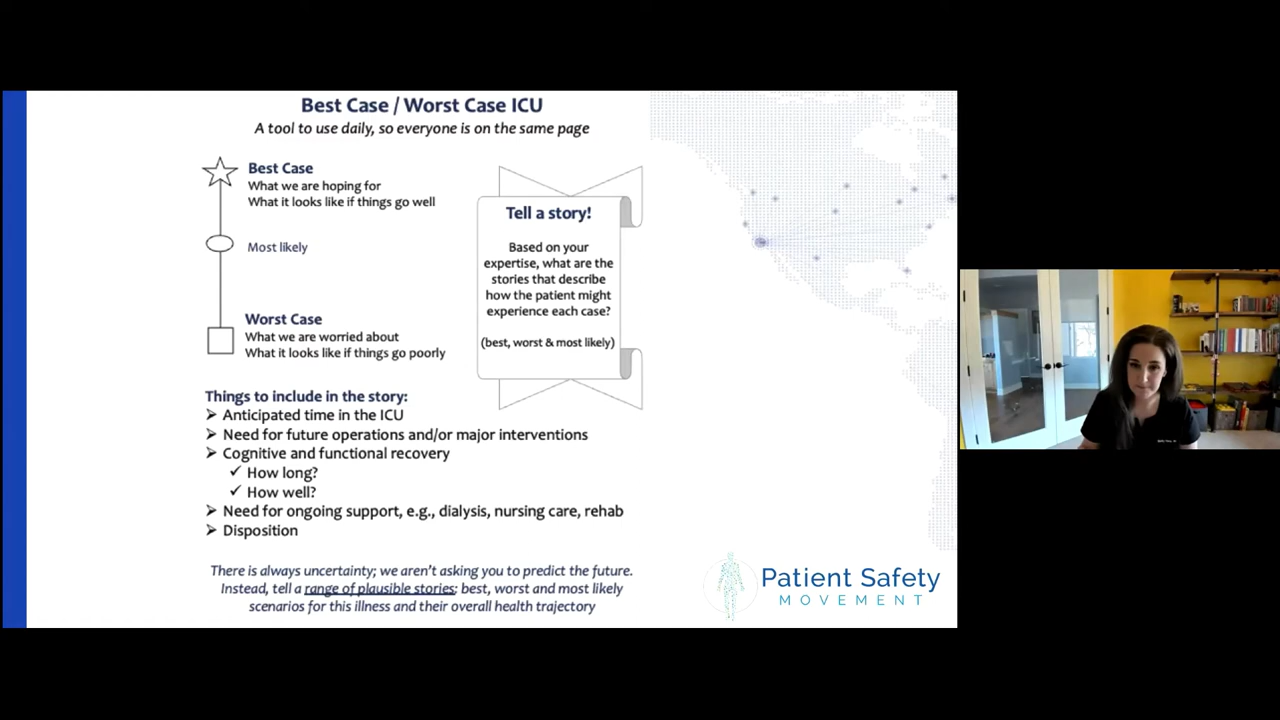 Best Case / Worst Case ICU
A tool to use daily, so everyone is on the same page
Best Case
What we are hoping for
What it looks like if things go well
Most likely
Worst Case
What we are worried about
What it looks like if things go poorly
Tell a story!
Based on your
expertise, what are the
stories that describe
how the patient might
experience each case?
(best, worst & most likely)
Things to include in the story:
➢ Anticipated time in the ICU
➢ Need for future operations and/or major interventions
➢ Cognitive and functional recovery
✓ How long?
✓ How well?
➢ Need for ongoing support, e.g., dialysis, nursing care, rehab
➢ Disposition
There is always uncertainty; we aren't asking you to predict the future.
Instead, tell a range of plausible stories; best, worst and most likely
scenarios for this illness and their overall health trajectory
Patient Safety
MOVEMENT